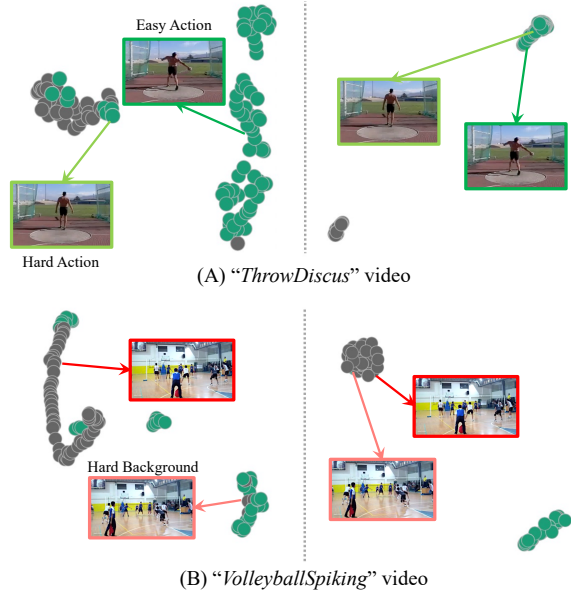 Easy Action
Hard Action
(A) “ThrowDiscus” video
Hard Background
(B) “VolleyballSpiking” video